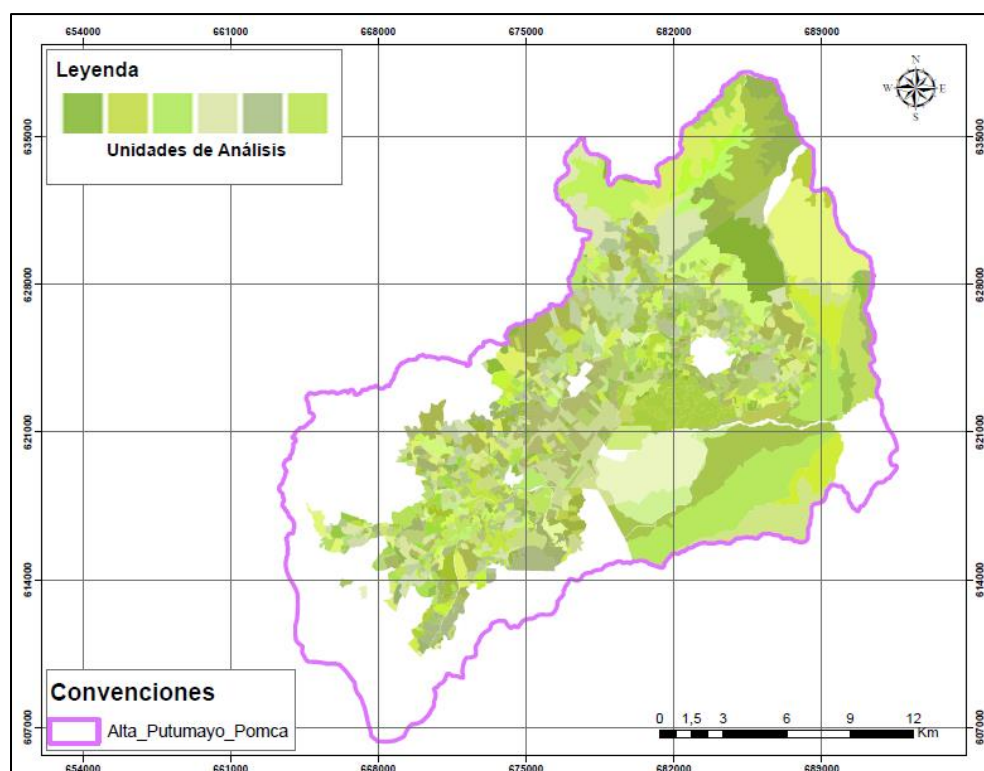 654000 661000 668000 675000 682000 689000
Leyenda
Unidades de Análisis
N
W E
S
635000 635000
628000 628000
621000 621000
614000 614000
607000 607000
Convenciones
Alta_Putumayo_Pomca
0 1,5 3 6 9 12
Km
654000 661000 668000 675000 682000 689000